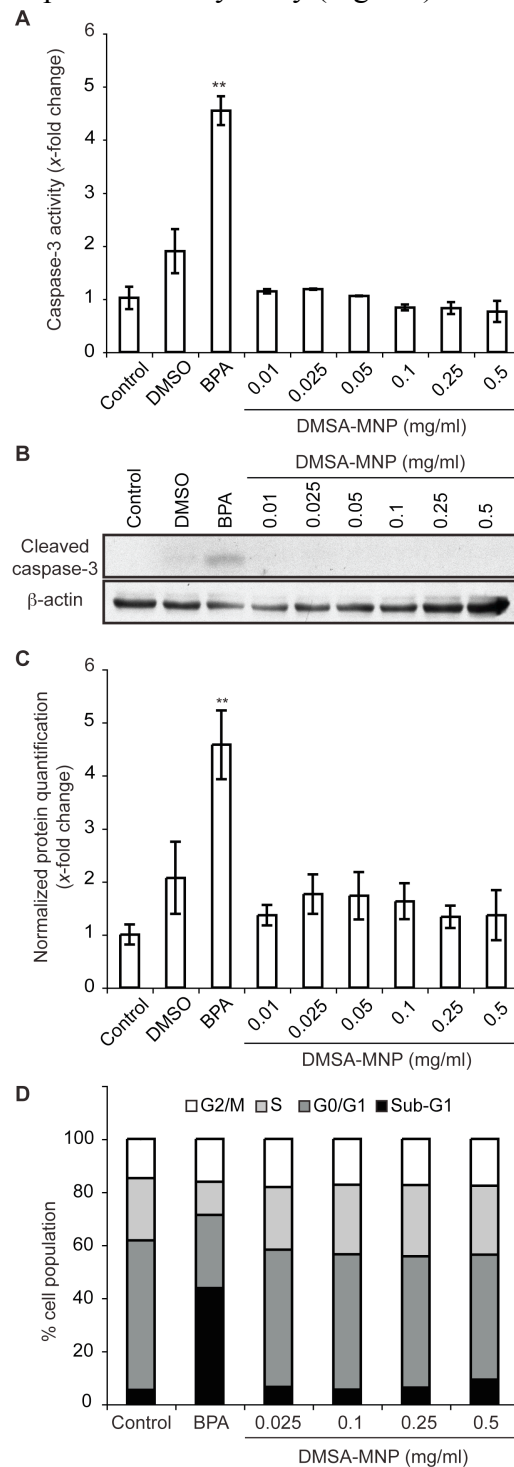 A
Caspase-3 activity (x-fold change)
6
5
4
3
2
1
0
**
Control DMSO BPA 0.01 0.025 0.05 0.1 0.25 0.5
DMSA-MNP (mg/ml)
B
DMSA-MNP (mg/ml)
Control DMSO BPA 0.01 0.025 0.05 0.1 0.25 0.5
Cleaved
caspase-3
β-actin
C
Normalized protein quantification
(x-fold change)
6
5
4
3
2
1
0
**
Control DMSO BPA 0.01 0.025 0.05 0.1 0.25 0.5
DMSA-MNP (mg/ml)
D
G2/M S G0/G1 Sub-G1
% cell population
100
80
60
40
20
0
Control BPA 0.025 0.1 0.25 0.5
DMSA-MNP (mg/ml)